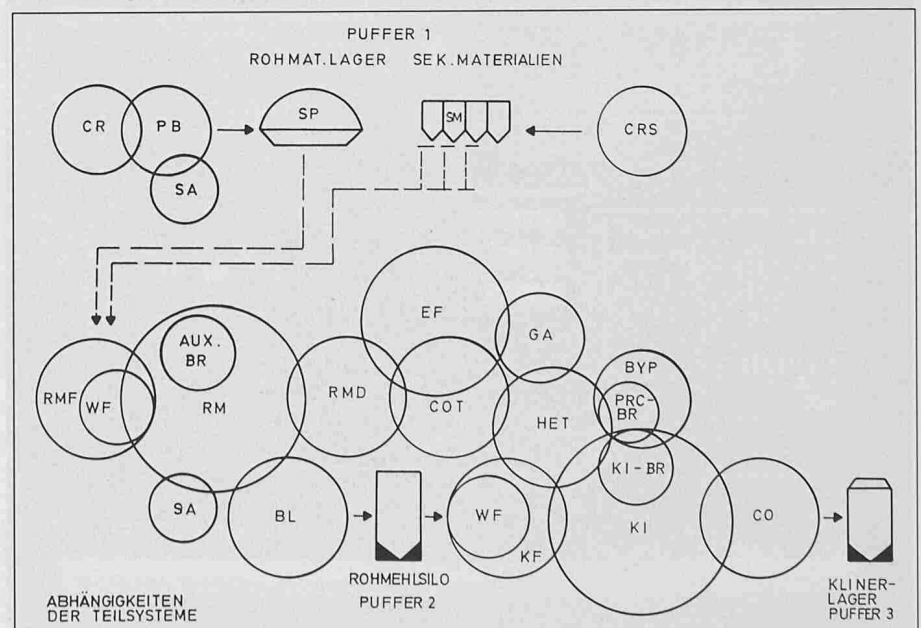 PUFFER 1
ROHMAT.LAGER SEK.MATERIALIEN
CR
PB
SP
SM
CRS
SA
EF
GA
AUX.
BR
RMF
WF
RM
RMD
COT
HET
BYP
PRC-
BR
KI-BR
SA
BL
WF
KF
KI
CO
ROHMEHLSILO
PUFFER 2
KLINER-
LAGER
PUFFER 3
ABHÄNGIGKEITEN
DER TEILSYSTEME